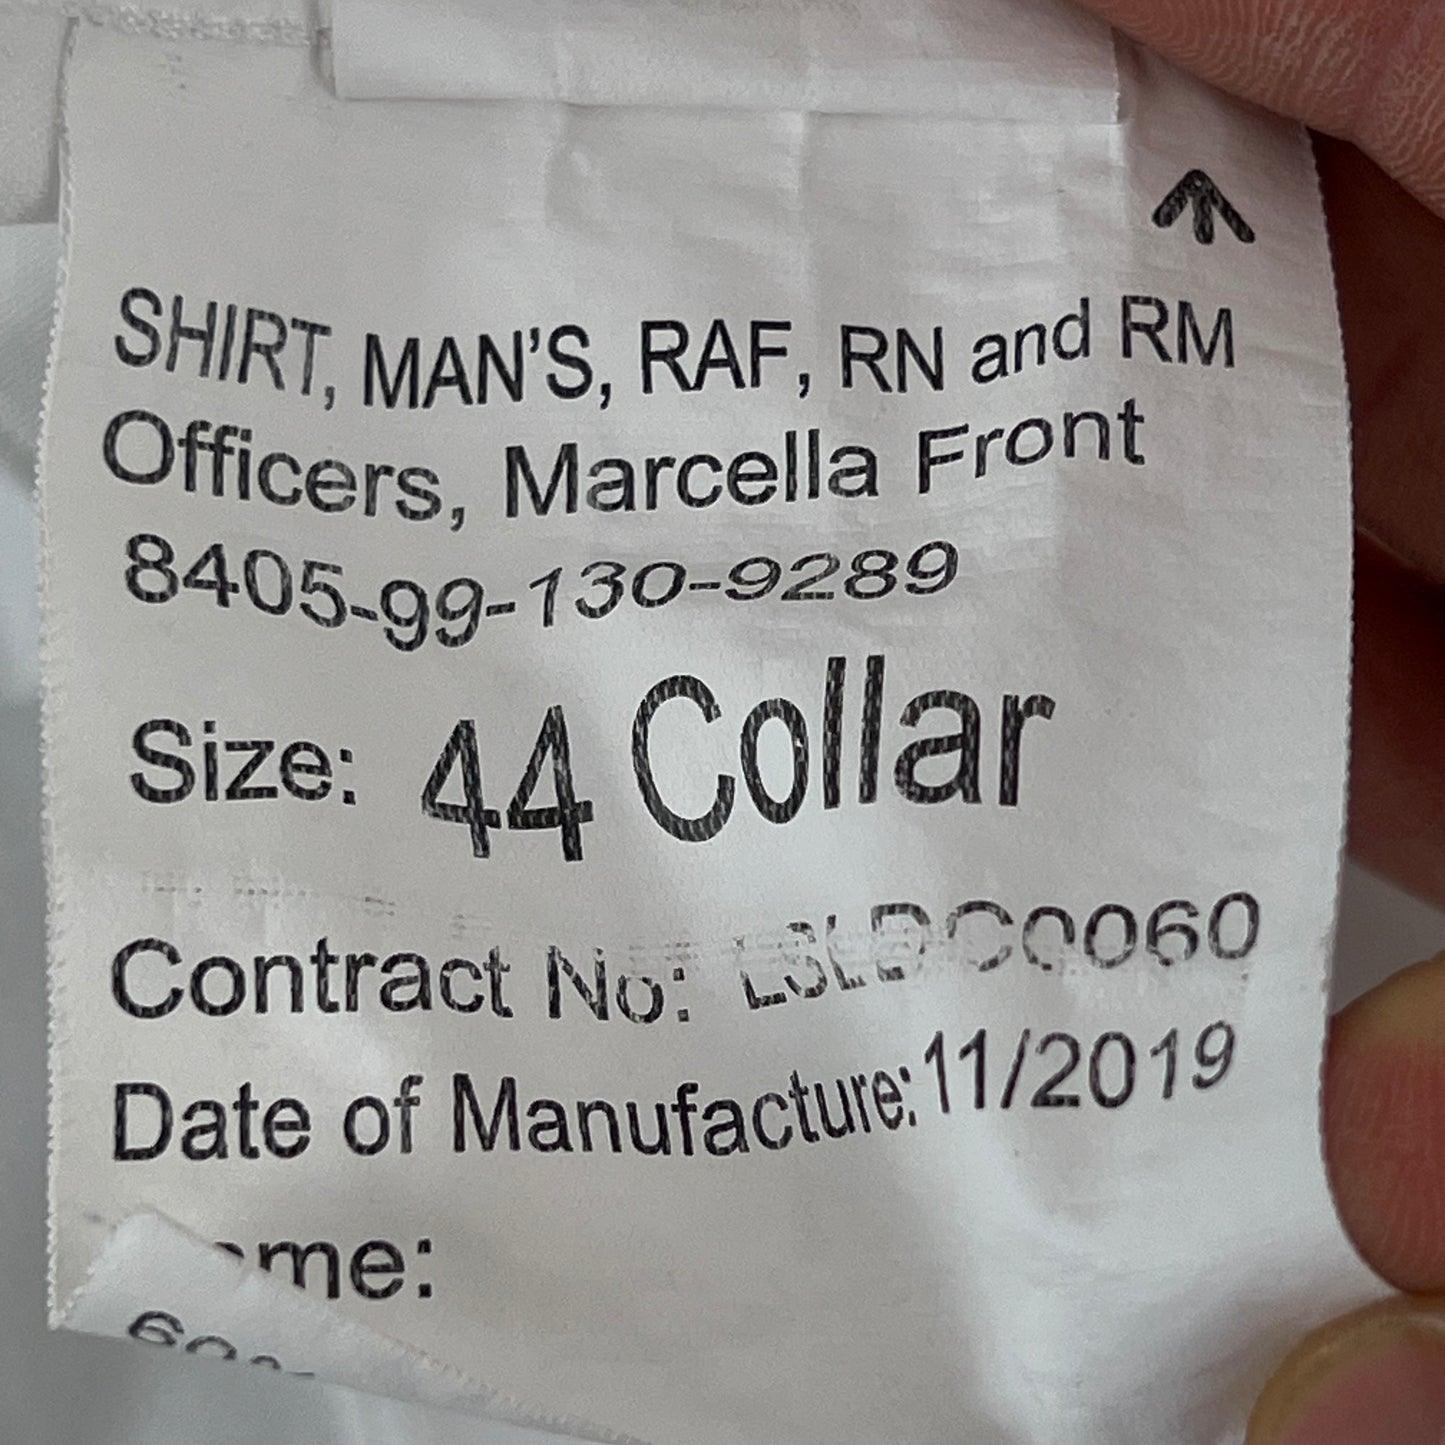 SHIRT, MAN'S, RAF, RN and RM
Officers, Marcella Front
8405-99-130-9289
Size: 44 Collar
Contract No: LSLDC0060
Date of Manufacture: 11/2019